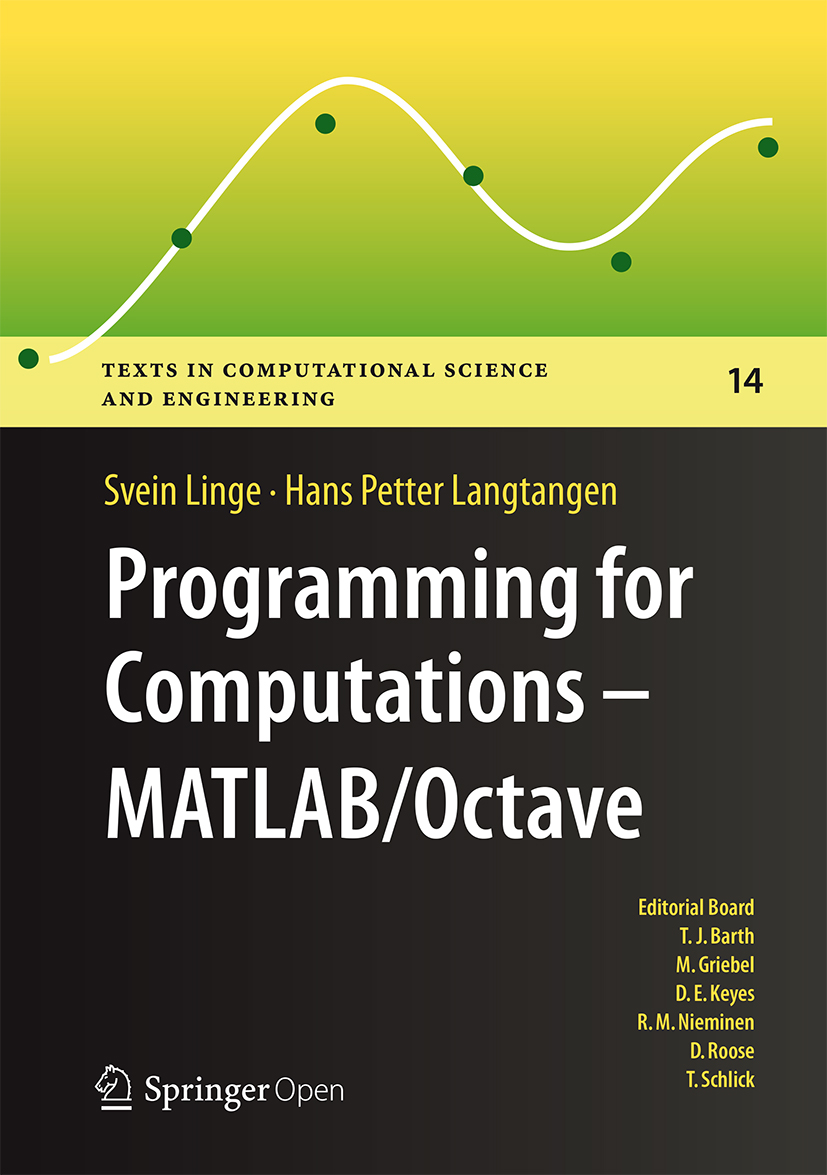 TEXTS IN COMPUTATIONAL SCIENCE
AND ENGINEERING
14
Svein Linge · Hans Petter Langtangen
Programming for
Computations –
MATLAB/Octave
Editorial Board
T. J. Barth
M. Griebel
D. E. Keyes
R. M. Nieminen
D. Roose
T. Schlick
Springer Open